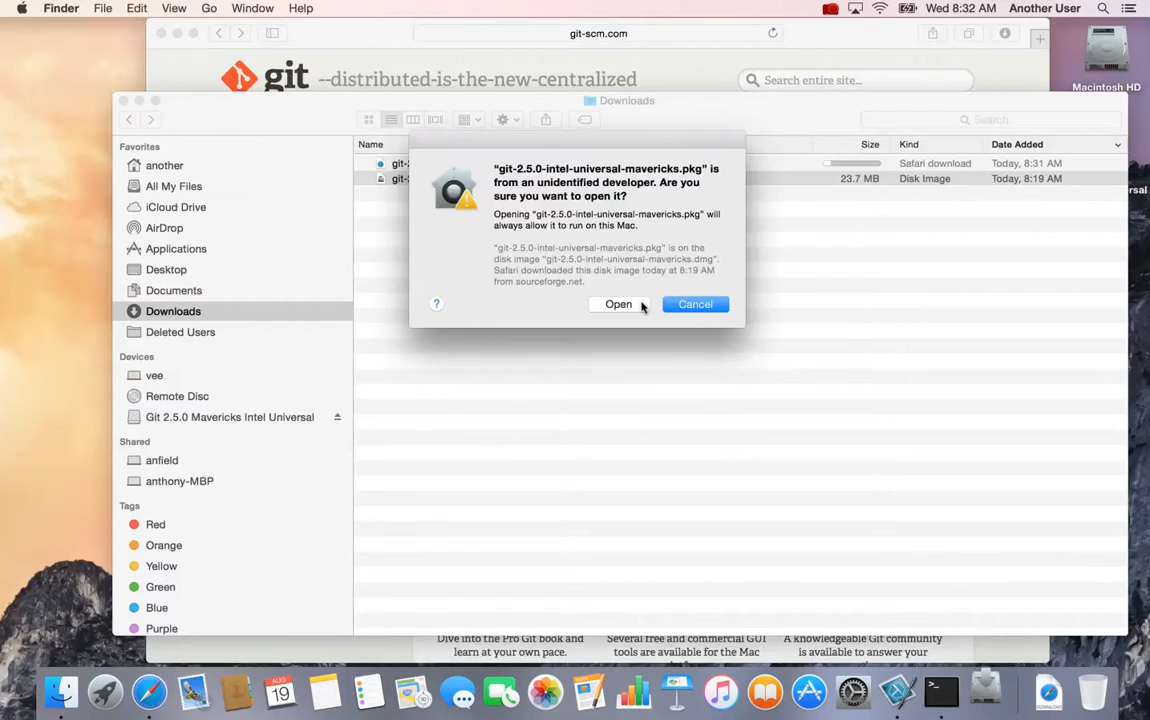 Finder File Edit View Go Window Help Wed 8:32 AM Another User
git-scm.com
git --distributed-is-the-new-centralized Search entire site...
Macintosh HD
Downloads
Search
Favorites
another
All My Files
iCloud Drive
AirDrop
Applications
Desktop
Documents
Downloads
Deleted Users
Devices
vee
Remote Disc
Git 2.5.0 Mavericks Intel Universal
Shared
anfield
anthony-MBP
Tags
Red
Orange
Yellow
Green
Blue
Purple
Name Size Kind Date Added
git- Safari download Today, 8:31 AM
git- 23.7 MB Disk Image Today, 8:19 AM
“git-2.5.0-intel-universal-mavericks.pkg” is
from an unidentified developer. Are you
sure you want to open it?
Opening “git-2.5.0-intel-universal-mavericks.pkg” will
always allow it to run on this Mac.
“git-2.5.0-intel-universal-mavericks.pkg” is on the
disk image “git-2.5.0-intel-universal-mavericks.dmg”.
Safari downloaded this disk image today at 8:19 AM
from sourceforge.net.
? Open Cancel
Dive into the Pro Git book and
learn at your own pace.
Several free and commercial GUI
tools are available for the Mac
A knowledgeable Git community
is available to answer your
AUG
19